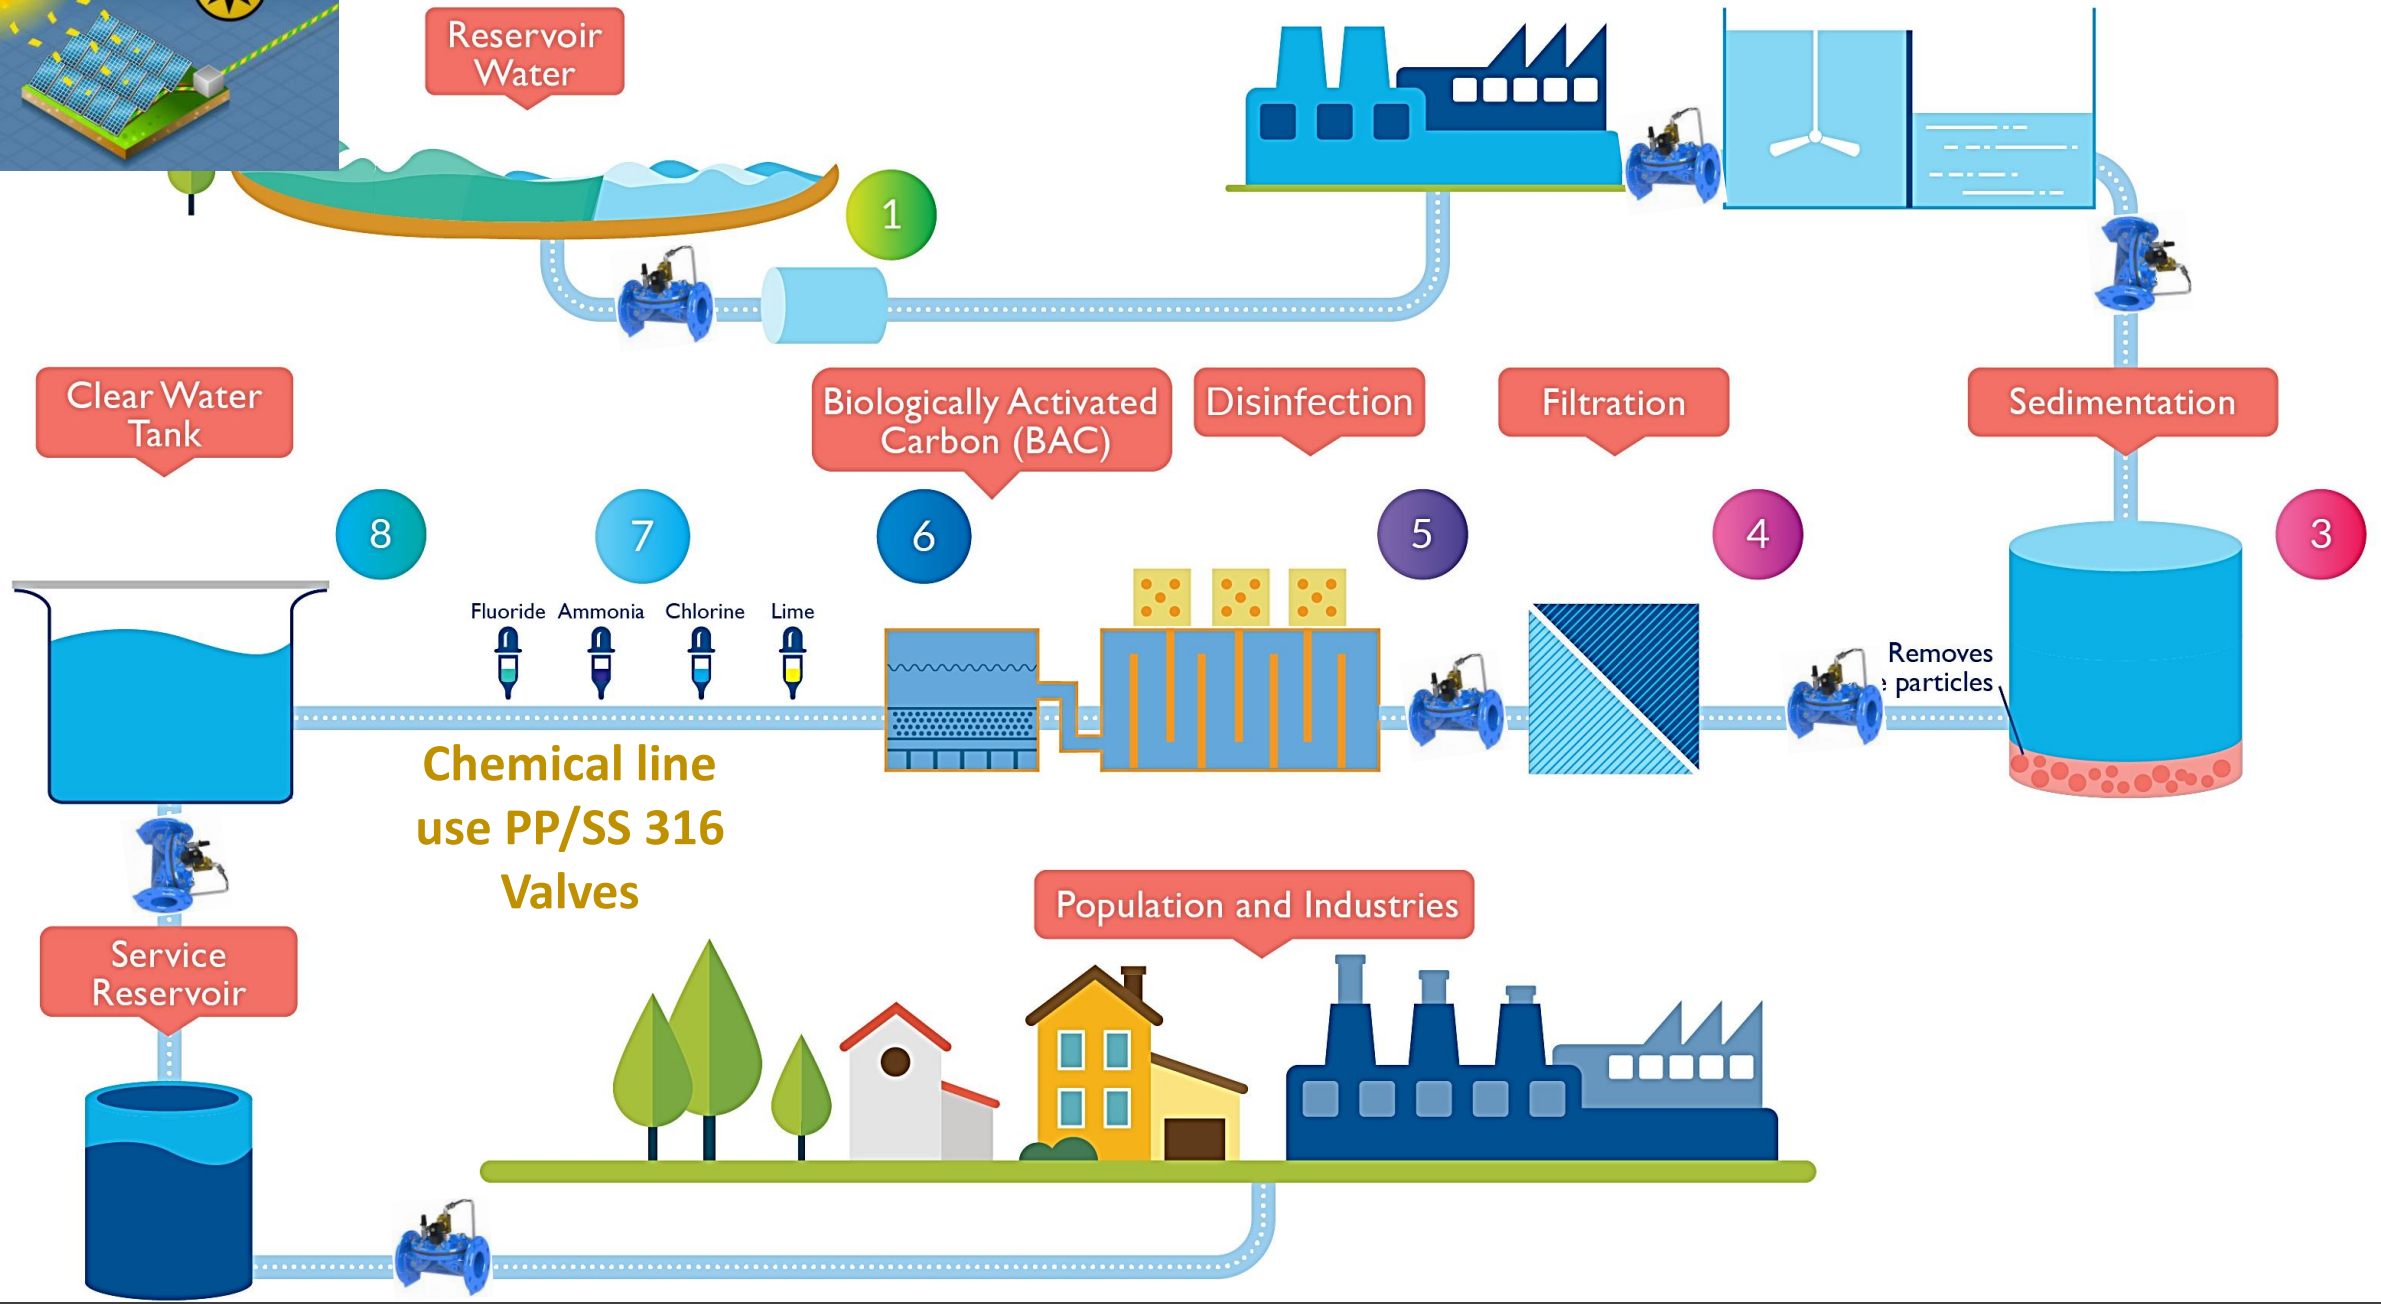 Reservoir
Water
1
Clear Water
Tank
Biologically Activated
Carbon (BAC)
Disinfection
Filtration
Sedimentation
8
7
6
5
4
3
Fluoride
Ammonia
Chlorine
Lime
Removes
e particles
Chemical line
use PP/SS 316
Valves
Population and Industries
Service
Reservoir